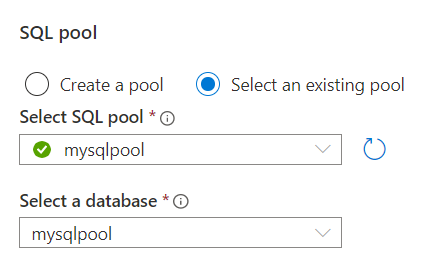 SQL pool
Create a pool Select an existing pool
Select SQL pool *
mysqlpool
Select a database *
mysqlpool